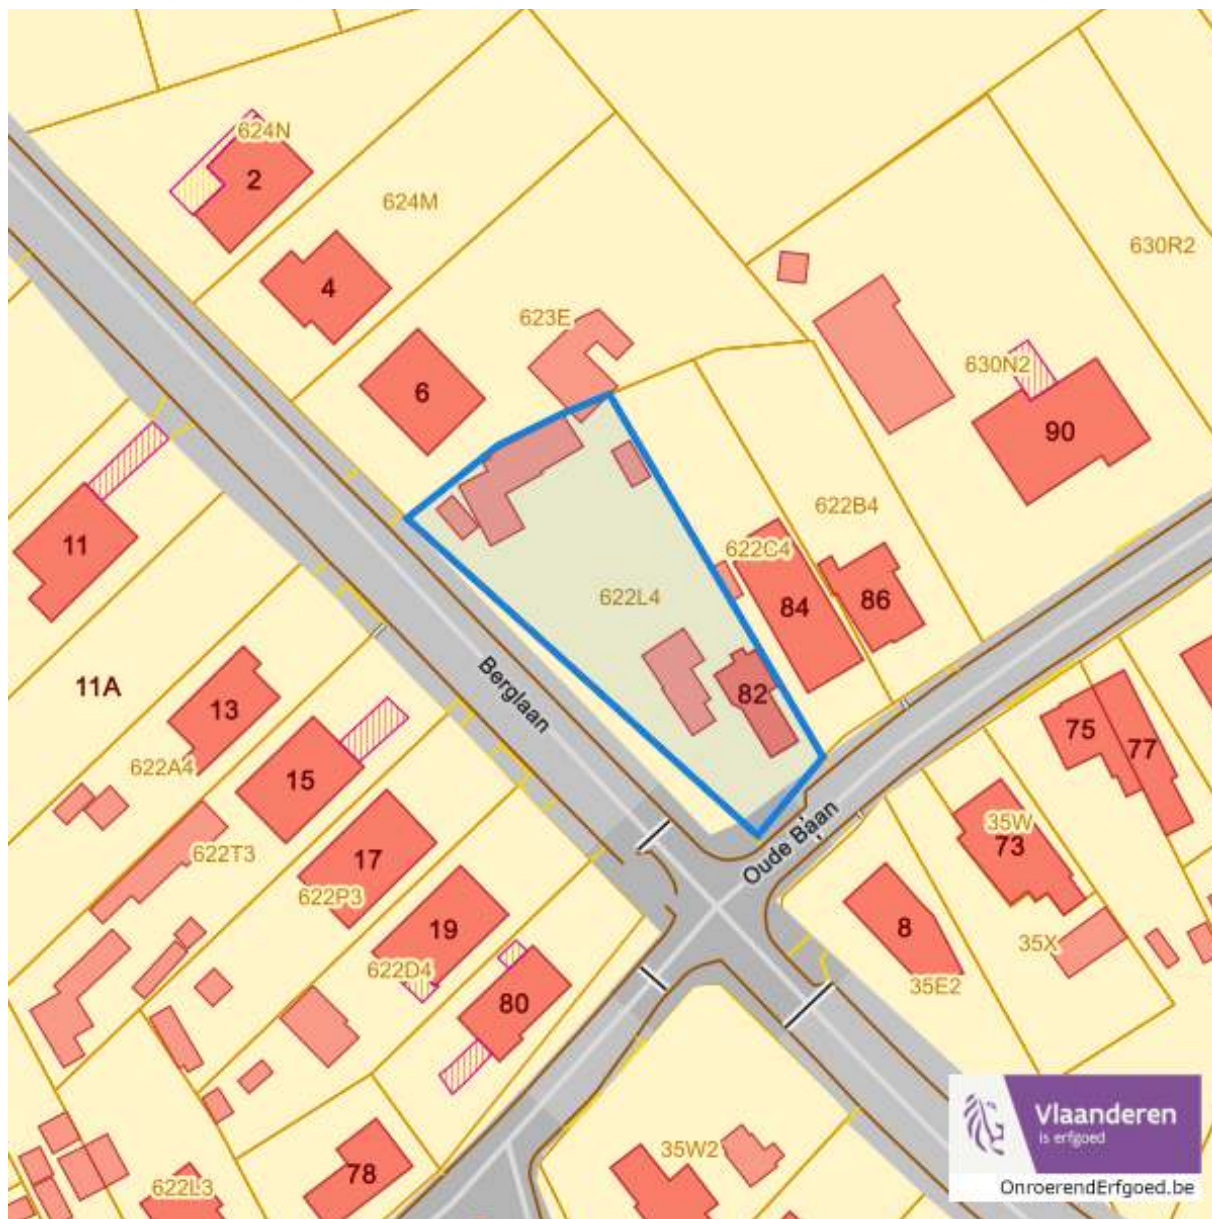 624N
2
624M
4
630R2
623E
630N2
6
90
622B4
11
622C4
622L4
84
86
Berglaan
82
11A
13
75
77
622A4
15
35W
73
622T3
17
622P3
Oude Baan
19
8
35X
622D4
35E2
80
Vlaanderen
is erfgoed
35W2
78
622L3
OnroerendErfgoed.be